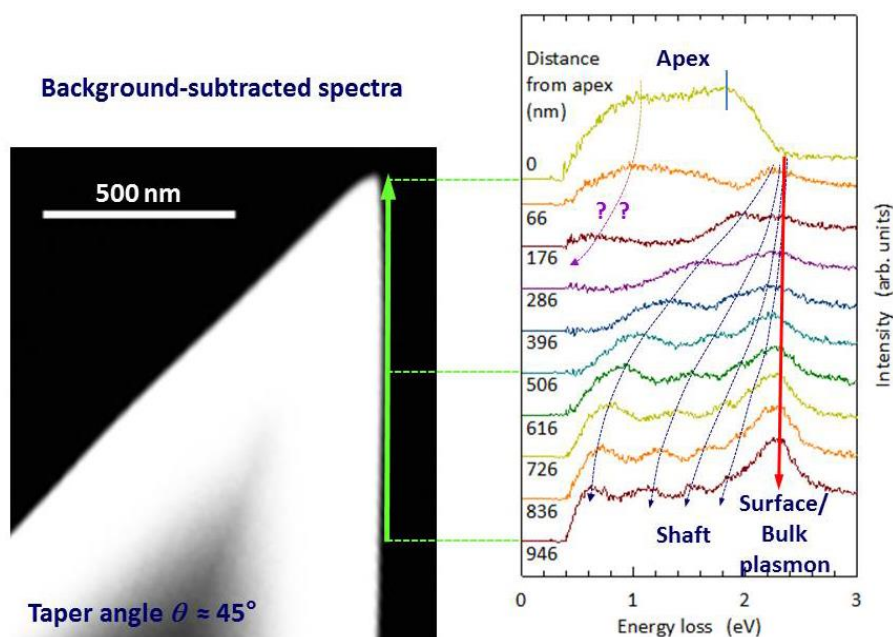 Background-subtracted spectra
500 nm
Taper angle θ ≈ 45°
Distance
from apex
(nm)
Apex
0
66
? ?
176
286
396
506
616
726
836
946
Shaft
Surface/
Bulk
plasmon
0
1
2
3
Energy loss (eV)
Intensity (arb. units)